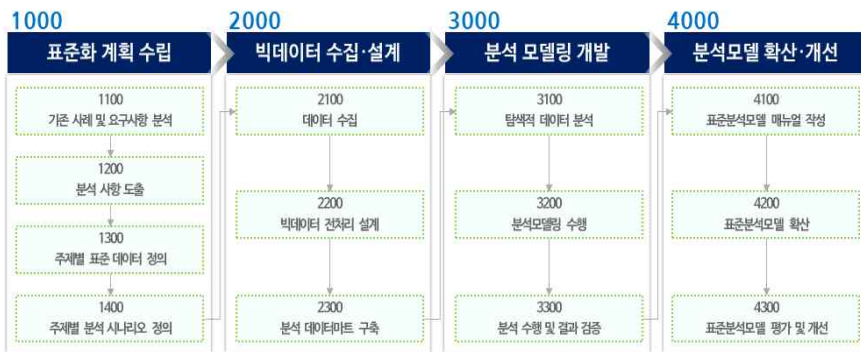 1000
표준화 계획 수립
1100
기존 사례 및 요구사항 분석
1200
분석 사항 도출
1300
주제별 표준 데이터 정의
1400
주제별 분석 시나리오 정의
2000
빅데이터 수집·설계
2100
데이터 수집
2200
빅데이터 전처리 설계
2300
분석 데이터마트 구축
3000
분석 모델링 개발
3100
탐색적 데이터 분석
3200
분석모델링 수행
3300
분석 수행 및 결과 검증
4000
분석모델 확산·개선
4100
표준분석모델 매뉴얼 작성
4200
표준분석모델 확산
4300
표준분석모델 평가 및 개선